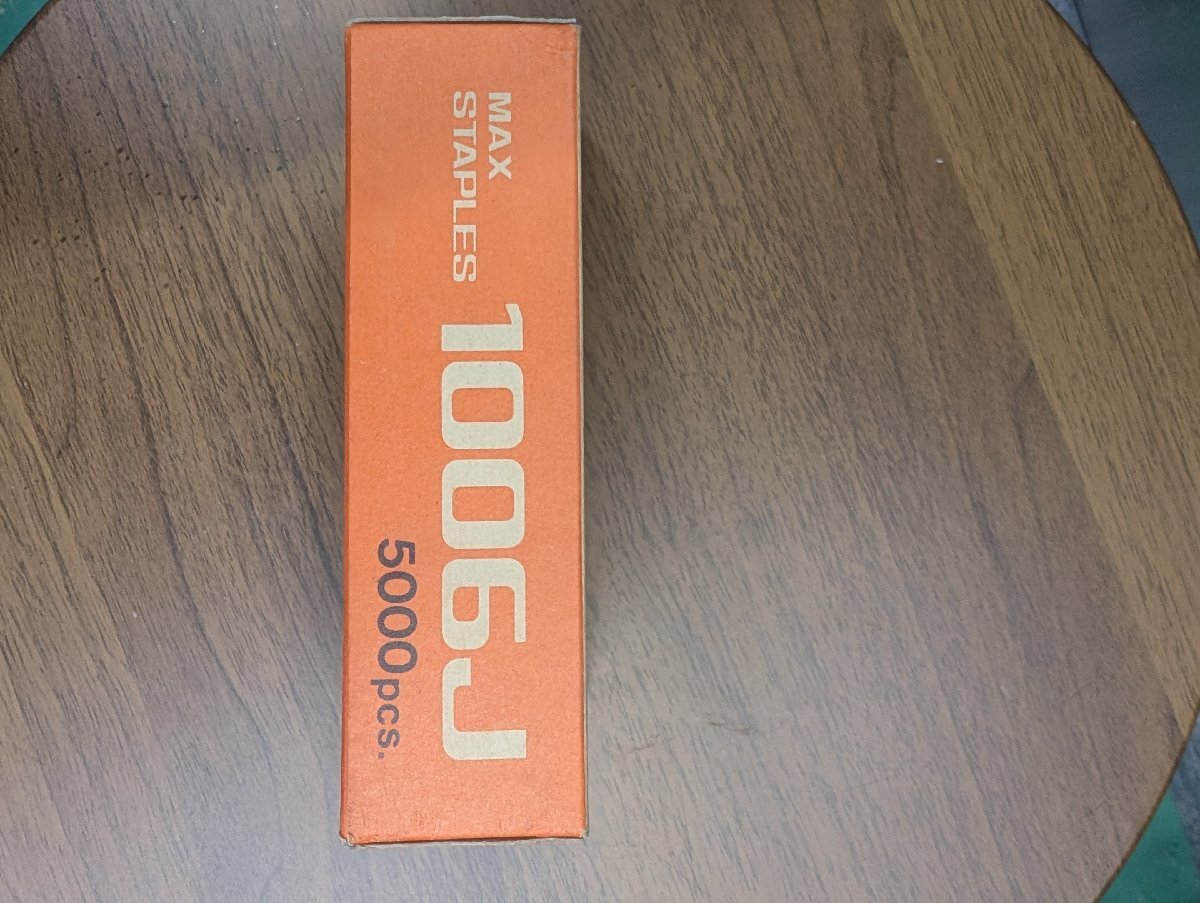 MAX
STAPLES
1006J
5000pcs.